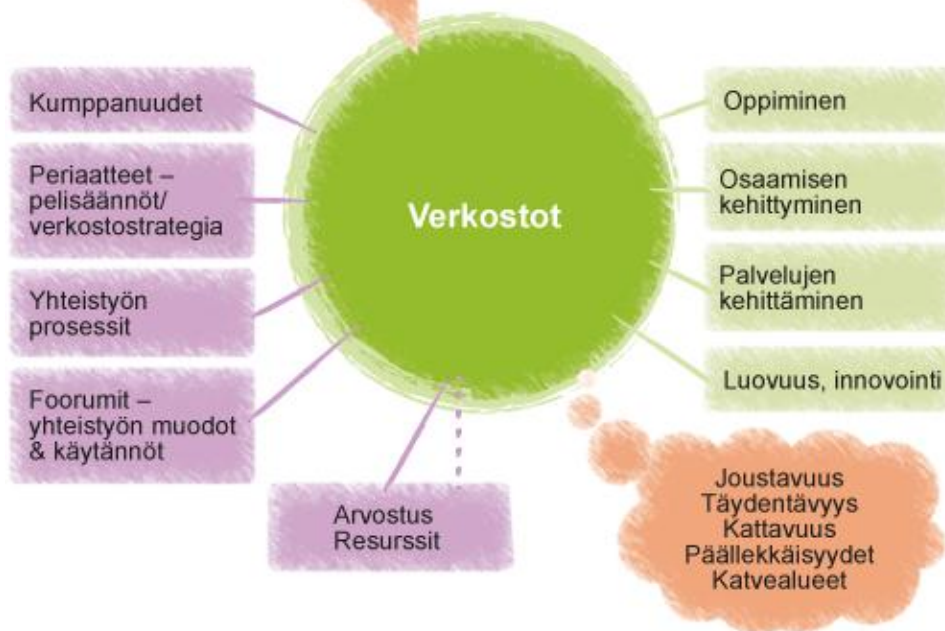 Kumppanuudet
Periaatteet –
pelisäännöt/
verkostostrategia
Yhteistyön
prosessit
Foorumit –
yhteistyön muodot
& käytännöt
Arvostus
Resurssit
Verkostot
Oppiminen
Osaamisen
kehittyminen
Palvelujen
kehittäminen
Luovuus, innovointi
Joustavuus
Täydentävyys
Kattavuus
Päällekkäisyydet
Katvealueet